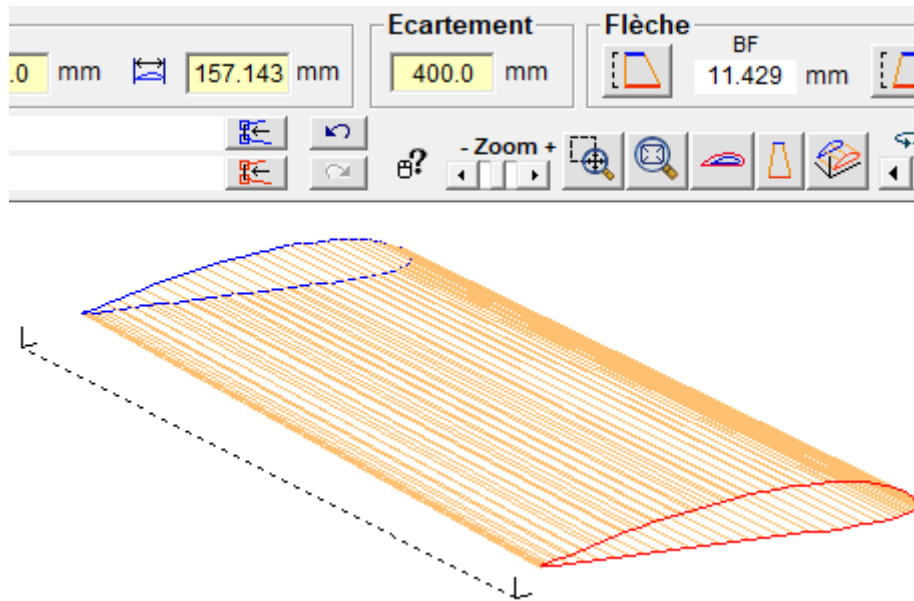 Ecartement
Flèche
BF
.0 mm 157.143 mm 400.0 mm 11.429 mm
? - Zoom +